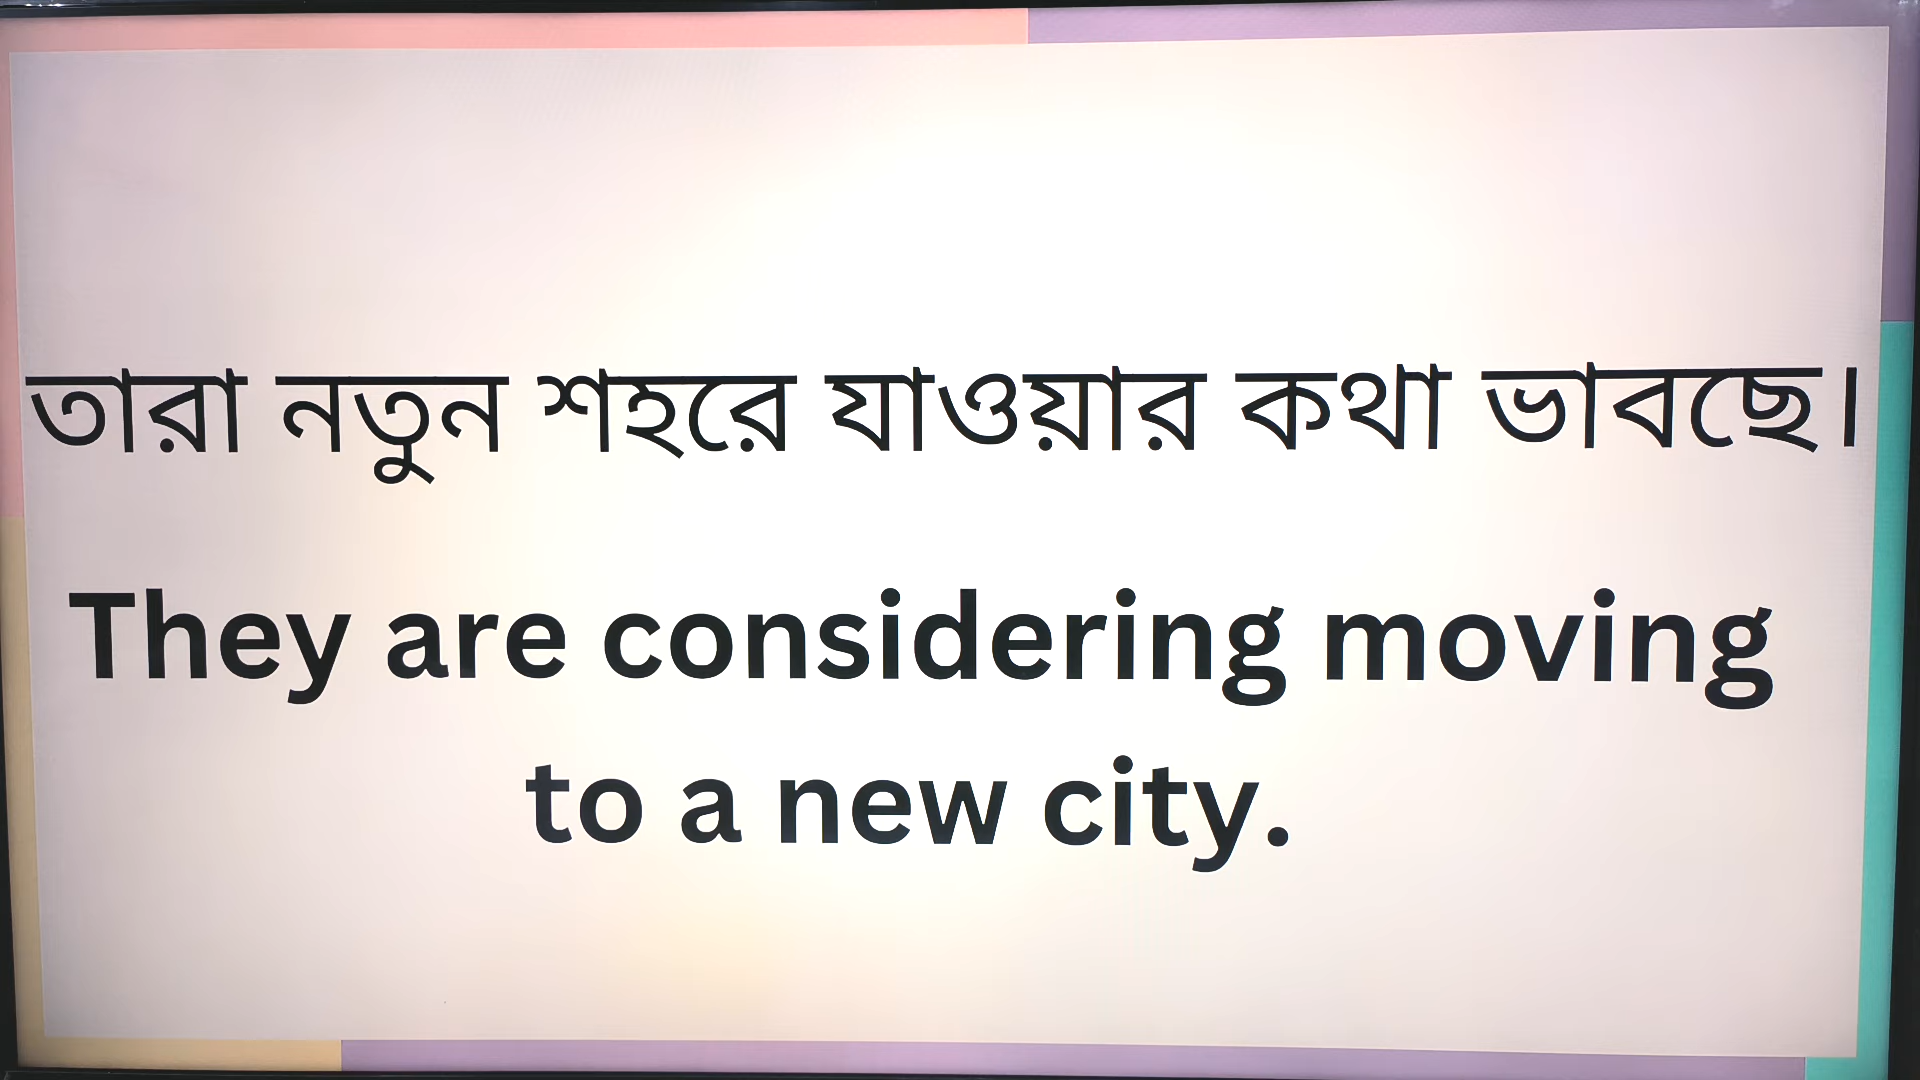 তারা নতুন শহরে যাওয়ার কথা ভাবছে।
They are considering moving
to a new city.